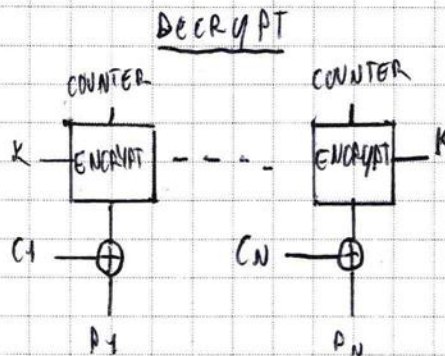 DECRYPT
COUNTER COUNTER
K ENCRYPT ENCRYPT K
C1 CN
P1 PN